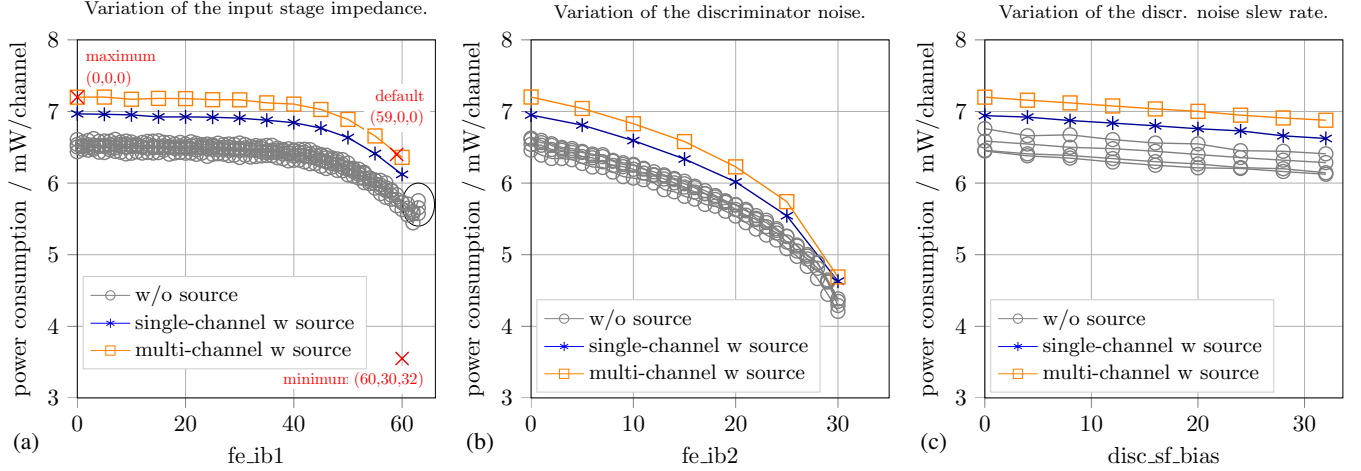 Variation of the input stage impedance.
power consumption / mW/channel
8
7
6
5
4
3
maximum
(0,0,0)
default
(59,0,0)
w/o source
single-channel w source
multi-channel w source
minimum (60,30,32)
0 20 40 60
(a)
fe_ib1
Variation of the discriminator noise.
power consumption / mW/channel
8
7
6
5
4
3
w/o source
single-channel w source
multi-channel w source
0 10 20 30
(b)
fe_ib2
Variation of the discr. noise slew rate.
power consumption / mW/channel
8
7
6
5
4
3
w/o source
single-channel w source
multi-channel w source
0 10 20 30
(c)
disc_sf_bias